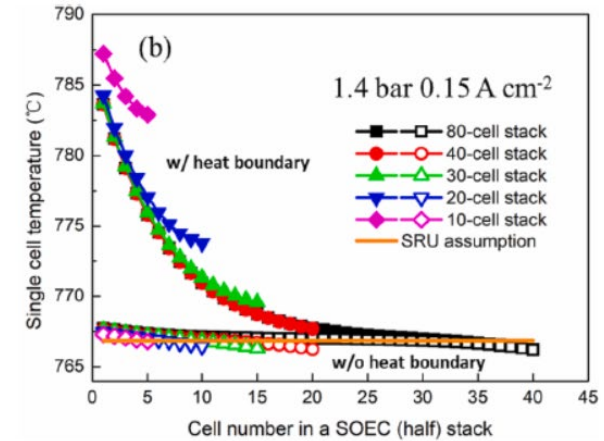 790
785
780
775
770
765
0
5
10
15
20
25
30
35
40
Single cell temperature (℃)
Cell number in a SOEC (half) stack
(b)
1.4 bar 0.15 A cm-2
w/ heat boundary
80-cell stack
40-cell stack
30-cell stack
20-cell stack
10-cell stack
SRU assumption
w/o heat boundary